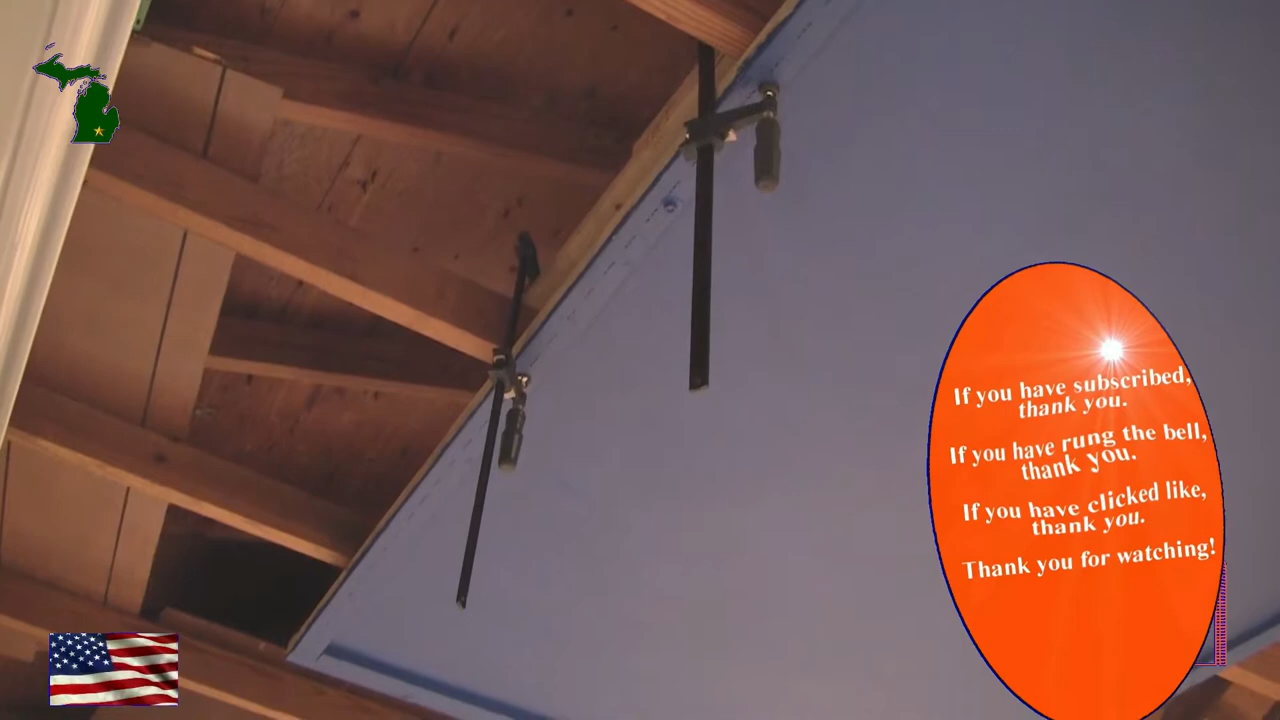 If you have subscribed,
thank you.
If you have rung the bell,
thank you.
If you have clicked like,
thank you.
Thank you for watching!